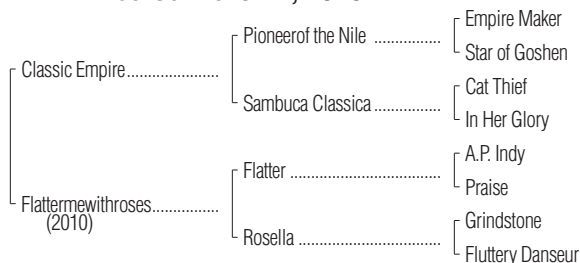 Classic Empire
Pioneerof the Nile
Empire Maker
Star of Goshen
Sambuca Classica
Cat Thief
In Her Glory
Flattermewithroses
(2010)
Flatter
A.P. Indy
Praise
Rosella
Grindstone
Fluttery Danseur